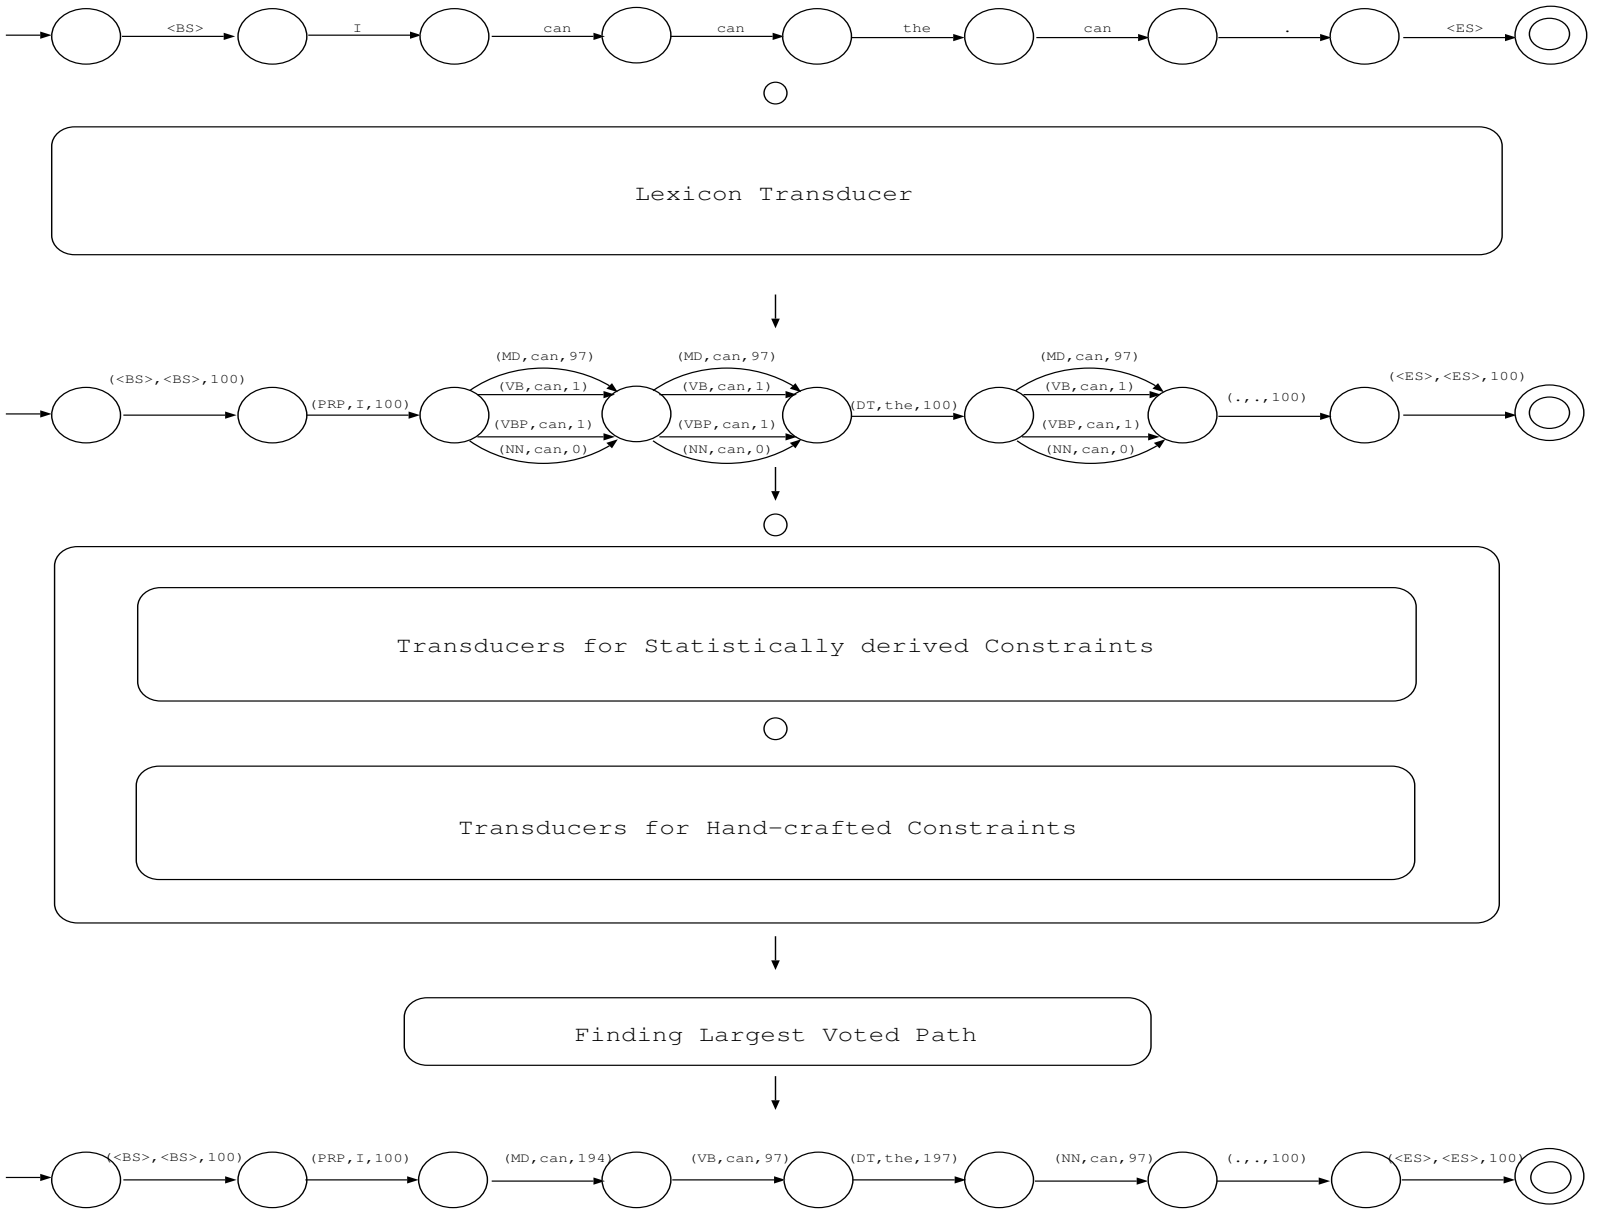 <BS> I can can the can . <ES>
Lexicon Transducer
(MD,can,97) (MD,can,97) (MD,can,97)
(<BS>,<BS>,100) (<ES>,<ES>,100)
(VB,can,1) (VB,can,1) (VB,can,1)
(PRP,I,100) (DT,the,100) (.,.,100)
(VBP,can,1) (VBP,can,1) (VBP,can,1)
(NN,can,0) (NN,can,0) (NN,can,0)
Transducers for Statistically derived Constraints
Transducers for Hand-crafted Constraints
Finding Largest Voted Path
(<BS>,<BS>,100) (PRP,I,100) (MD,can,194) (VB,can,97) (DT,the,197) (NN,can,97) (.,.,100) (<ES>,<ES>,100)